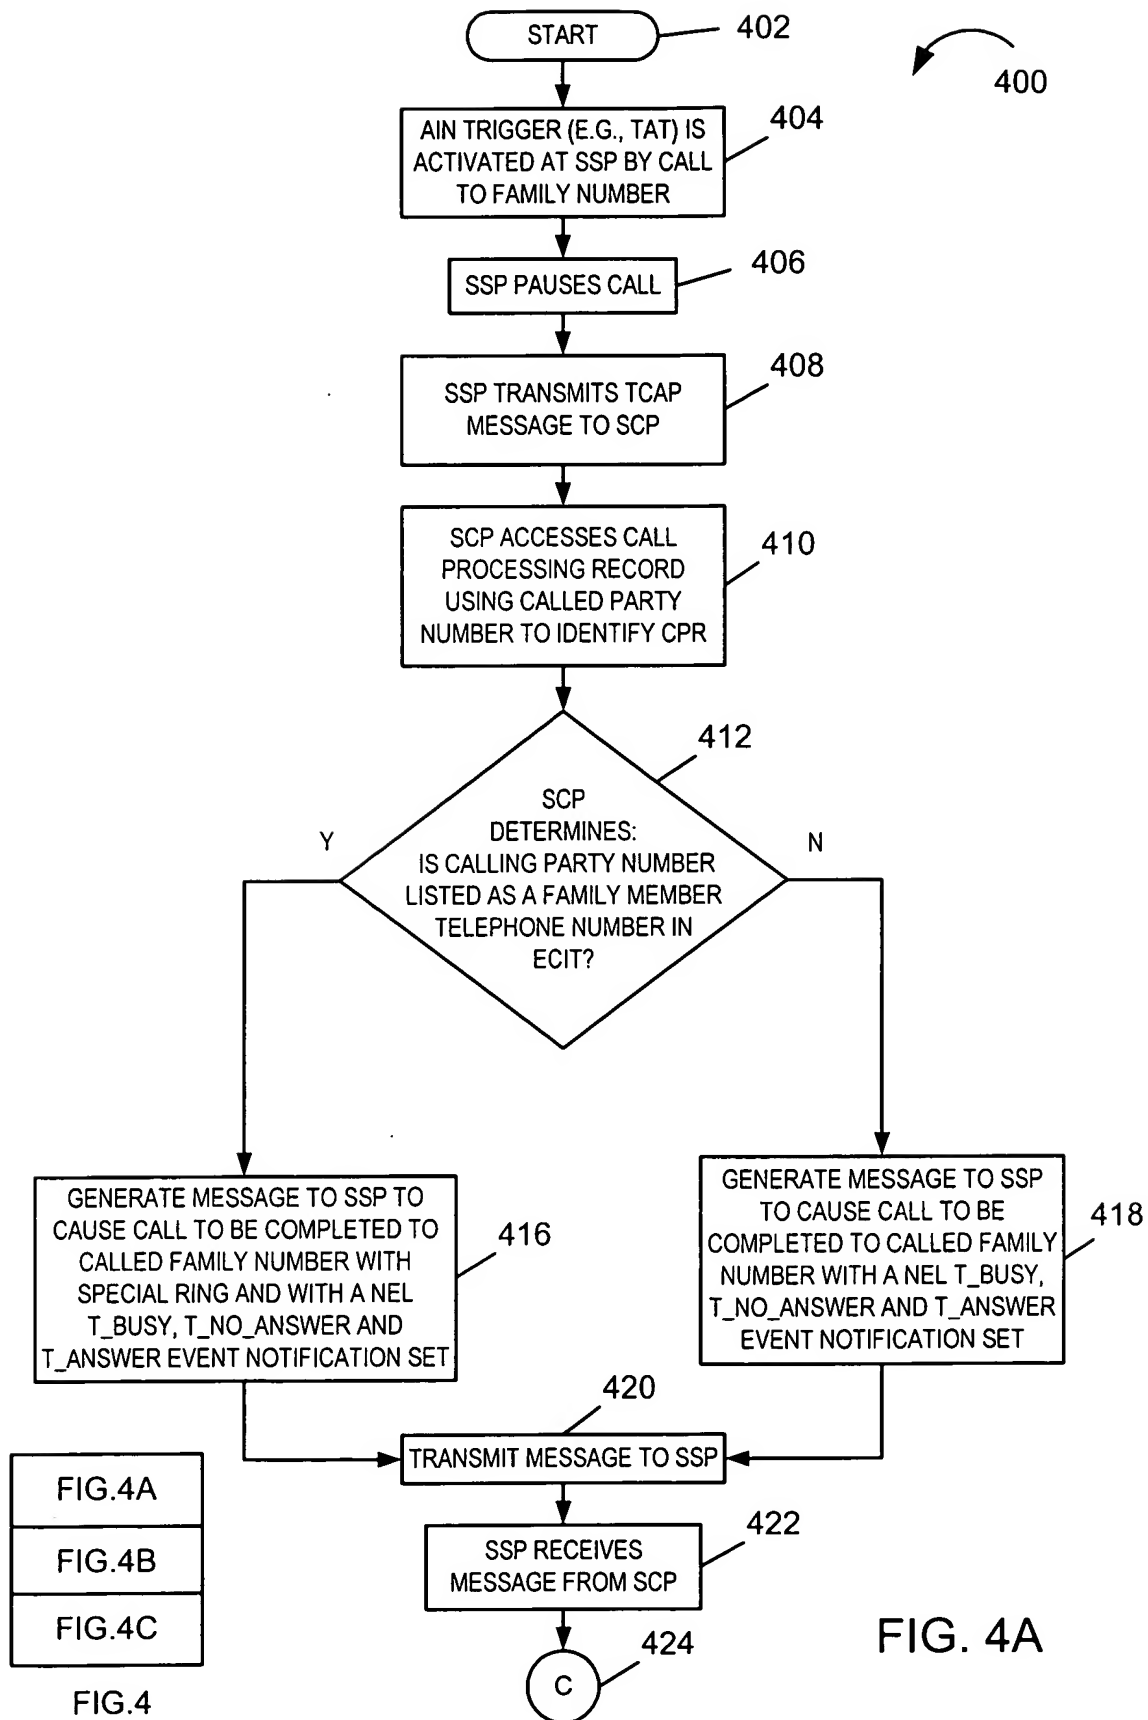 START
402
400
AIN TRIGGER (E.G., TAT) IS
ACTIVATED AT SSP BY CALL
TO FAMILY NUMBER
404
SSP PAUSES CALL
406
SSP TRANSMITS TCAP
MESSAGE TO SCP
408
SCP ACCESSES CALL
PROCESSING RECORD
USING CALLED PARTY
NUMBER TO IDENTIFY CPR
410
412
SCP
DETERMINES:
IS CALLING PARTY NUMBER
LISTED AS A FAMILY MEMBER
TELEPHONE NUMBER IN
ECIT?
Y
N
GENERATE MESSAGE TO SSP TO
CAUSE CALL TO BE COMPLETED TO
CALLED FAMILY NUMBER WITH
SPECIAL RING AND WITH A NEL
T_BUSY, T_NO_ANSWER AND
T_ANSWER EVENT NOTIFICATION SET
416
GENERATE MESSAGE TO SSP
TO CAUSE CALL TO BE
COMPLETED TO CALLED FAMILY
NUMBER WITH A NEL T_BUSY,
T_NO_ANSWER AND T_ANSWER
EVENT NOTIFICATION SET
418
420
TRANSMIT MESSAGE TO SSP
422
SSP RECEIVES
MESSAGE FROM SCP
424
C
FIG.4A
FIG.4B
FIG.4C
FIG.4
FIG. 4A